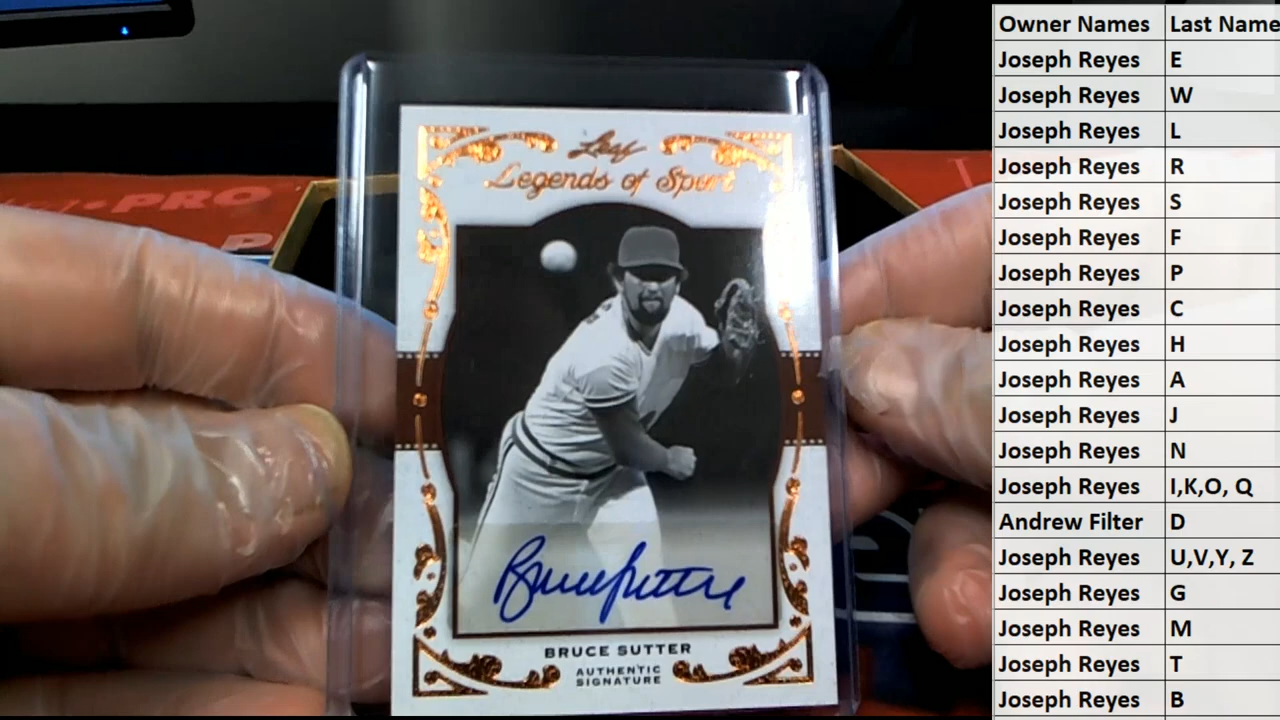 Leaf
Legends of Sport
BRUCE SUTTER
AUTHENTIC
SIGNATURE
Bruce Sutter
PRO
P
Owner Names Last Name
Joseph Reyes E
Joseph Reyes W
Joseph Reyes L
Joseph Reyes R
Joseph Reyes S
Joseph Reyes F
Joseph Reyes P
Joseph Reyes C
Joseph Reyes H
Joseph Reyes A
Joseph Reyes J
Joseph Reyes N
Joseph Reyes I,K,O, Q
Andrew Filter D
Joseph Reyes U,V,Y, Z
Joseph Reyes G
Joseph Reyes M
Joseph Reyes T
Joseph Reyes B